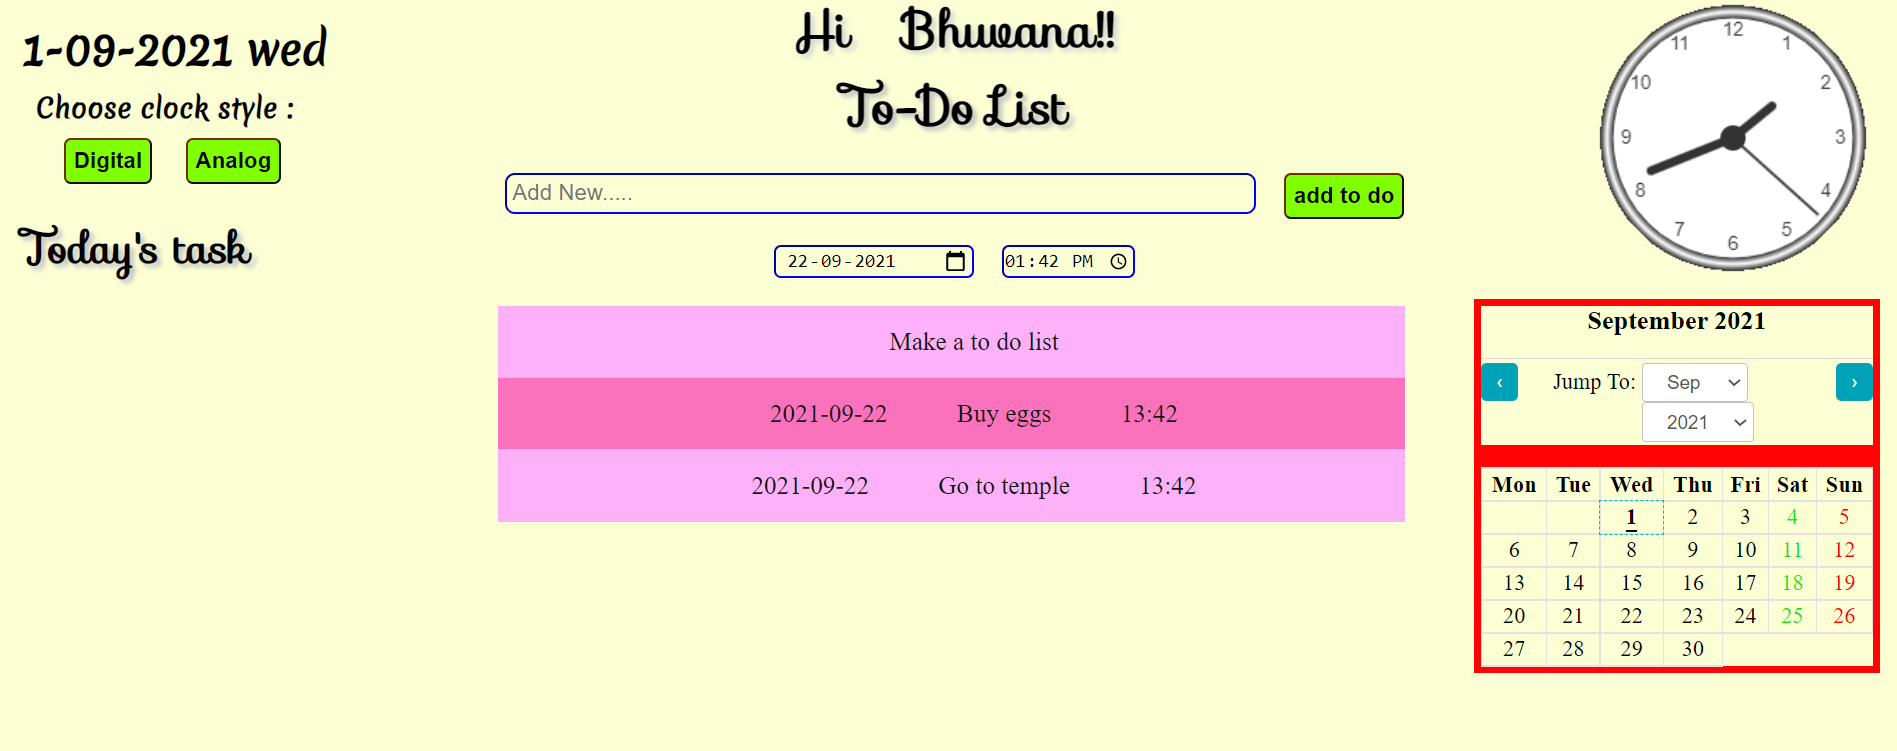 1-09-2021 wed
Choose clock style :
Digital Analog
Today's task
Hi Bhuvana!!
To-Do List
Add New..... add to do
22-09-2021 01:42 PM
Make a to do list
2021-09-22 Buy eggs 13:42
2021-09-22 Go to temple 13:42
12
11 1
10 2
9 3
8 4
7 5
6
September 2021
‹ Jump To: Sep ›
2021
Mon Tue Wed Thu Fri Sat Sun
1 2 3 4 5
6 7 8 9 10 11 12
13 14 15 16 17 18 19
20 21 22 23 24 25 26
27 28 29 30